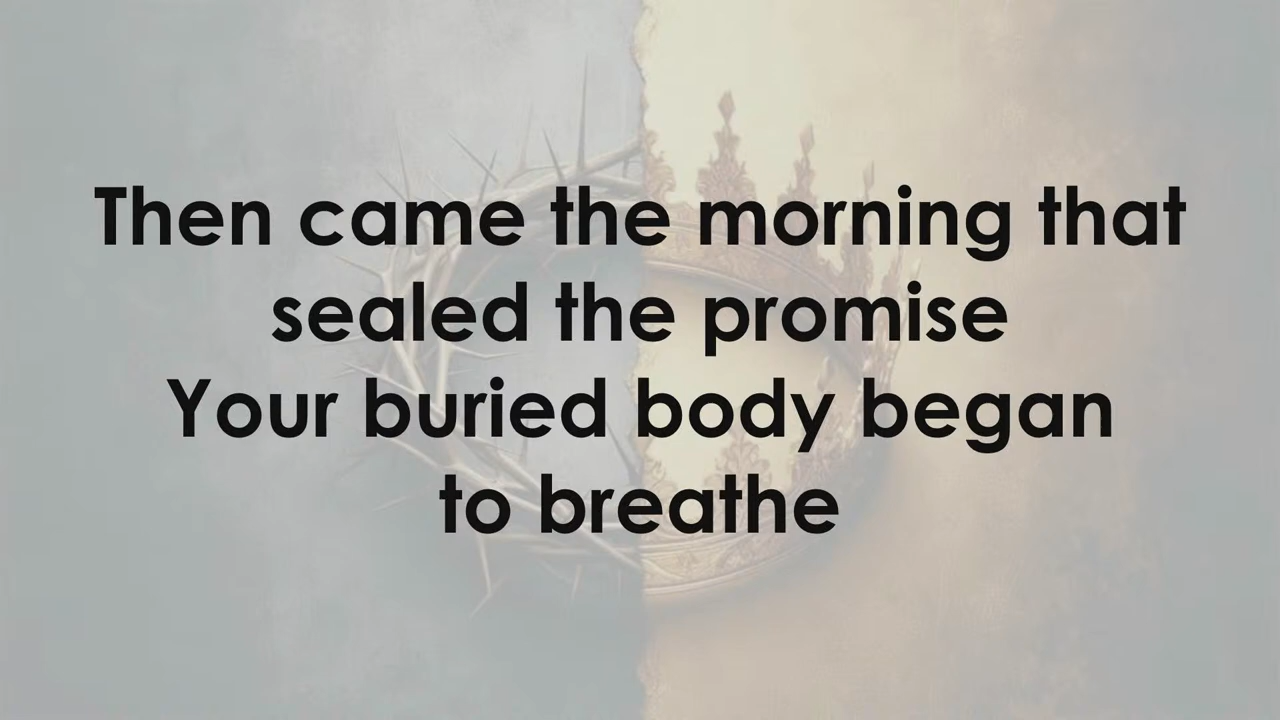 Then came the morning that
sealed the promise
Your buried body began
to breathe